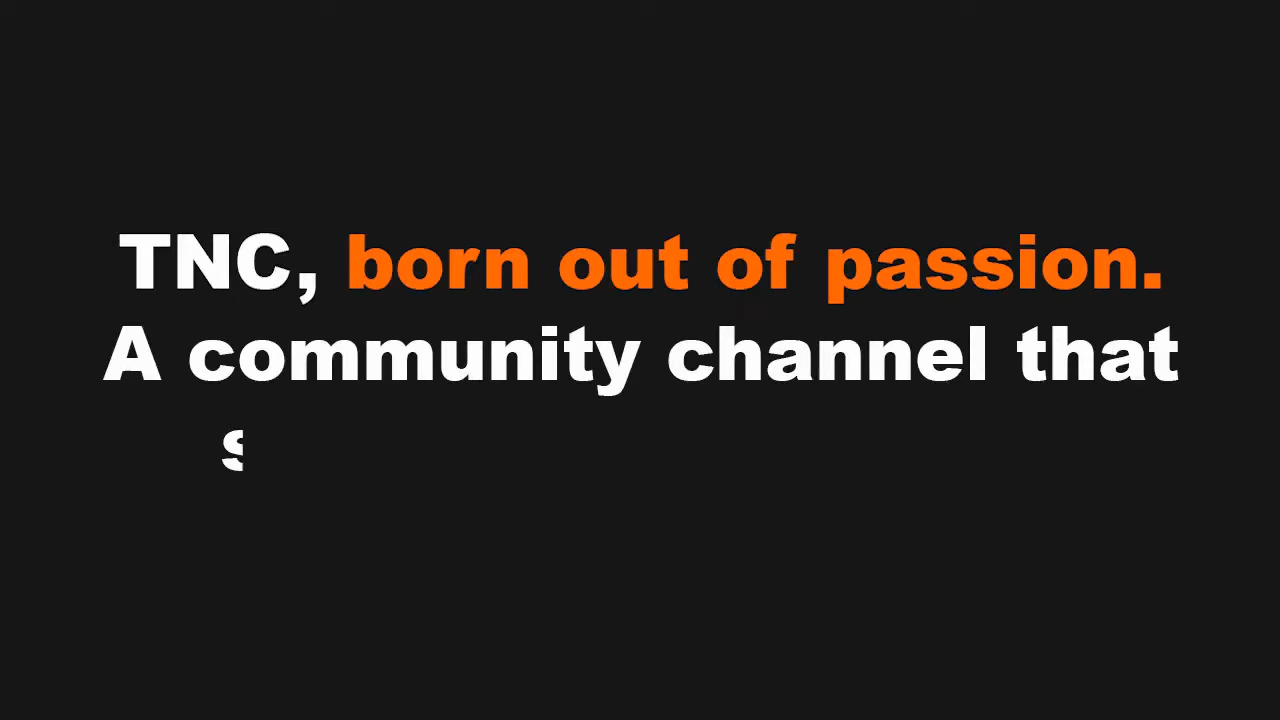 TNC, born out of passion.
A community channel that
s